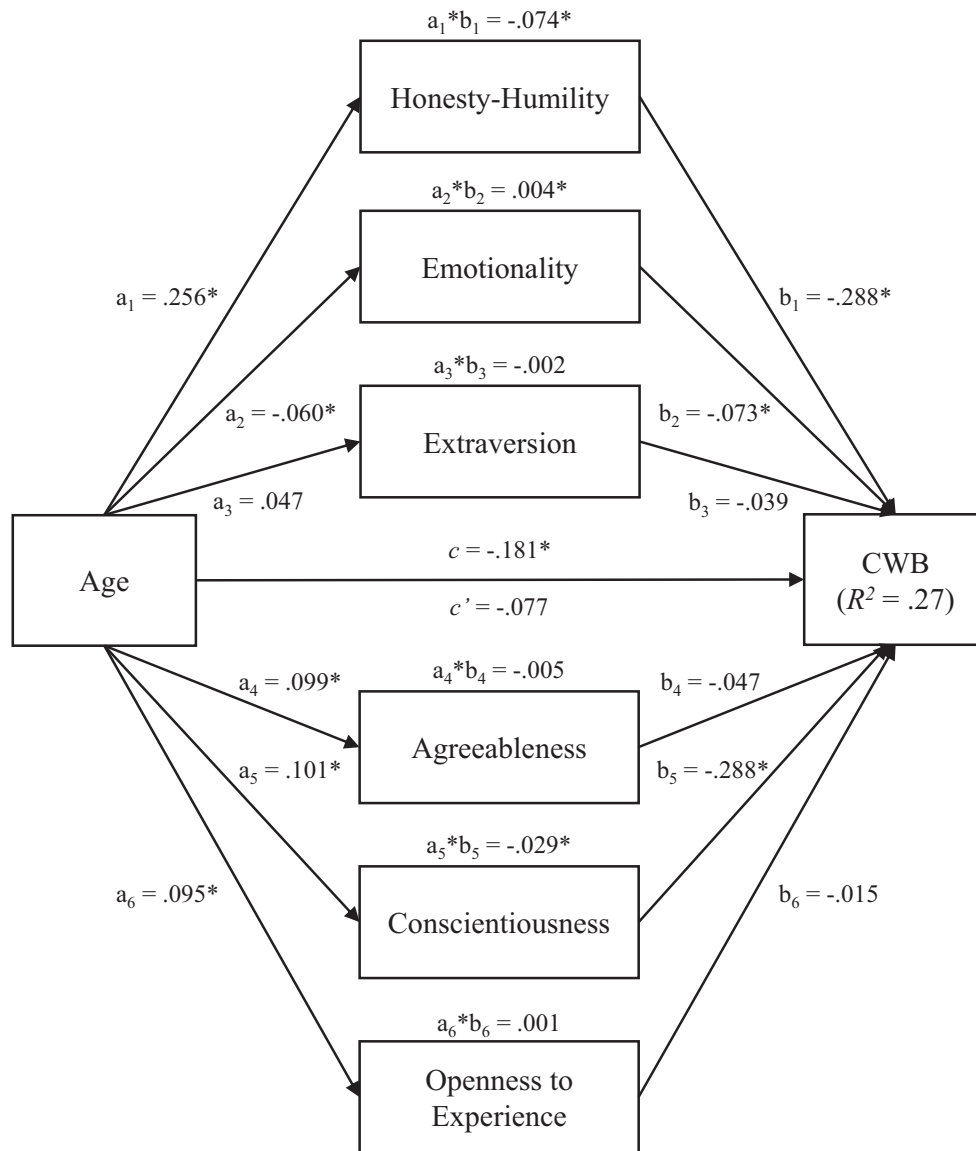 a₁*b₁ = -.074*
Honesty-Humility
a₂*b₂ = .004*
Emotionality
a₁ = .256*
b₁ = -.288*
a₃*b₃ = -.002
a₂ = -.060*
b₂ = -.073*
Extraversion
a₃ = .047
b₃ = -.039
Age
c = -.181*
c’ = -.077
CWB
(R² = .27)
a₄*b₄ = -.005
a₄ = .099*
b₄ = -.047
Agreeableness
a₅ = .101*
b₅ = -.288*
a₅*b₅ = -.029*
a₆ = .095*
b₆ = -.015
Conscientiousness
a₆*b₆ = .001
Openness to
Experience